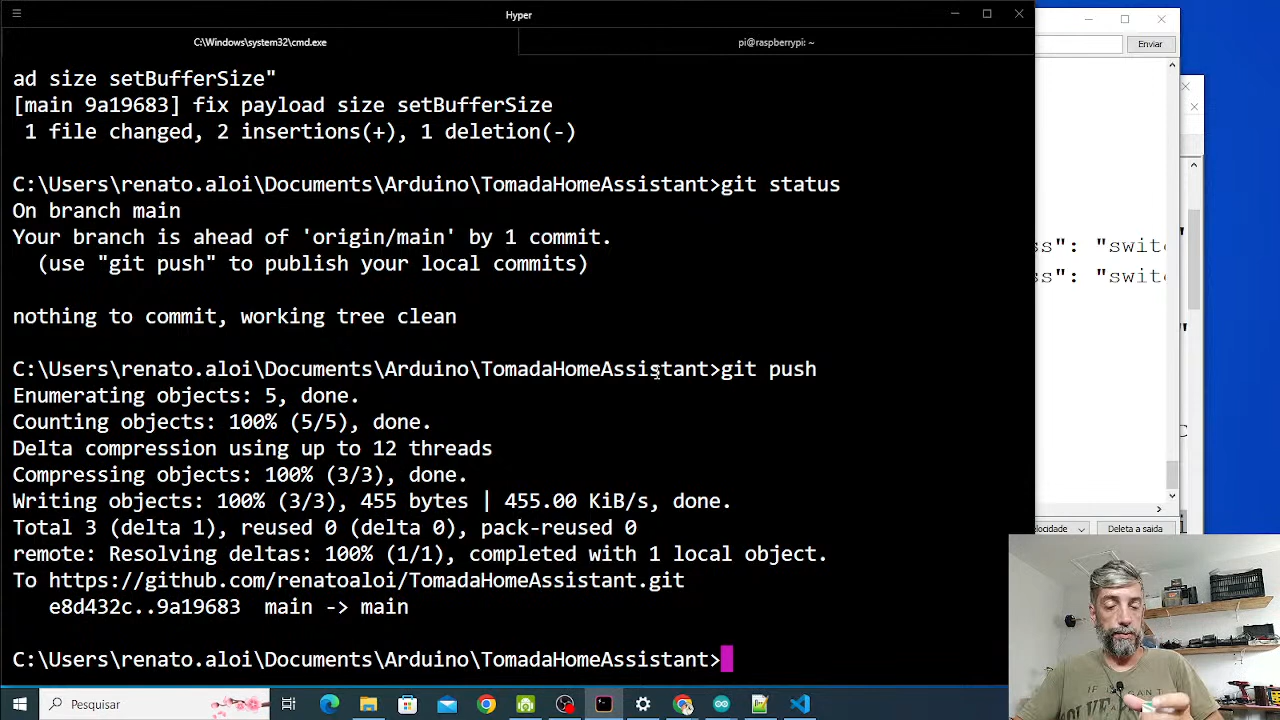 Hyper
C:\Windows\system32\cmd.exe
pi@raspberrypi: ~
Enviar
ad size setBufferSize"
[main 9a19683] fix payload size setBufferSize
1 file changed, 2 insertions(+), 1 deletion(-)
C:\Users\renato.aloi\Documents\Arduino\TomadaHomeAssistant>git status
On branch main
Your branch is ahead of 'origin/main' by 1 commit.
(use "git push" to publish your local commits)
nothing to commit, working tree clean
C:\Users\renato.aloi\Documents\Arduino\TomadaHomeAssistant>git push
Enumerating objects: 5, done.
Counting objects: 100% (5/5), done.
Delta compression using up to 12 threads
Compressing objects: 100% (3/3), done.
Writing objects: 100% (3/3), 455 bytes | 455.00 KiB/s, done.
Total 3 (delta 1), reused 0 (delta 0), pack-reused 0
remote: Resolving deltas: 100% (1/1), completed with 1 local object.
To https://github.com/renatoaloi/TomadaHomeAssistant.git
e8d432c..9a19683 main -> main
C:\Users\renato.aloi\Documents\Arduino\TomadaHomeAssistant>
ss": "switc
ss": "switc
elocidade
Deleta a saida
Pesquisar